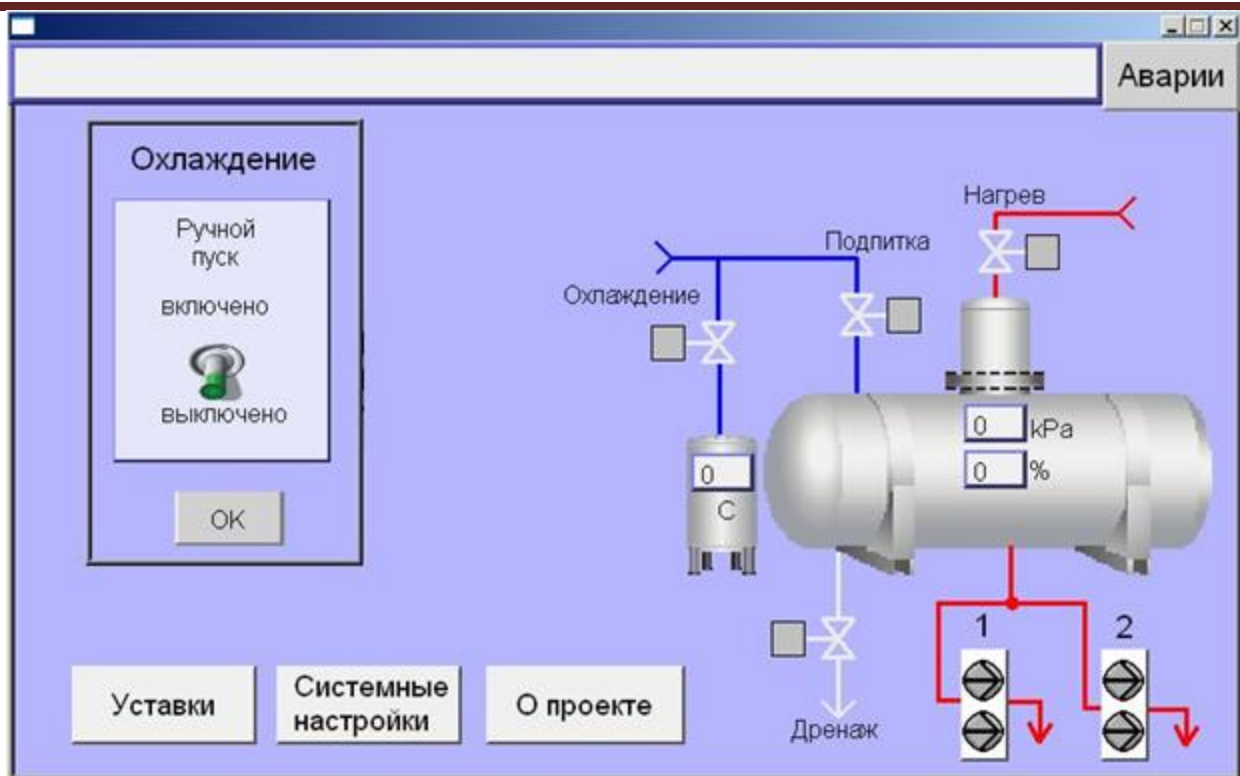 Аварии
Охлаждение
Ручной
пуск
включено
выключено
OK
Нагрев
Подпитка
Охлаждение
0 kPa
0 %
0
C
1 2
Дренаж
Уставки
Системные
настройки
О проекте